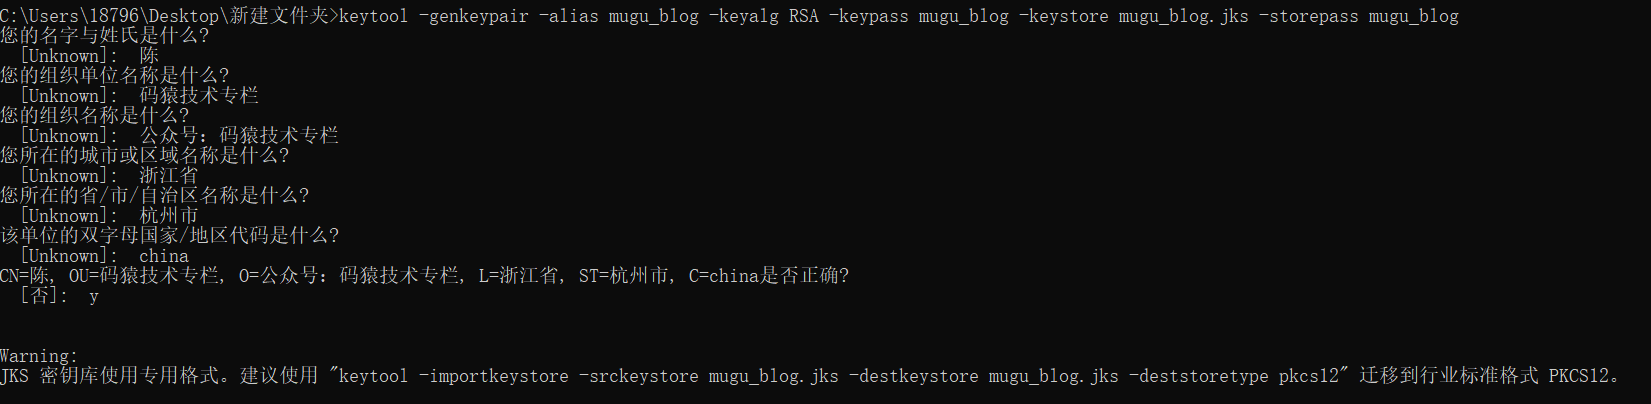 C:\Users\18796\Desktop\新建文件夹>keytool -genkeypair -alias mugu_blog -keyalg RSA -keypass mugu_blog -keystore mugu_blog.jks -storepass mugu_blog
您的名字与姓氏是什么?
[Unknown]:  陈
您的组织单位名称是什么?
[Unknown]:  码猿技术专栏
您的组织名称是什么?
[Unknown]:  公众号：码猿技术专栏
您所在的城市或区域名称是什么?
[Unknown]:  浙江省
您所在的省/市/自治区名称是什么?
[Unknown]:  杭州市
该单位的双字母国家/地区代码是什么?
[Unknown]:  china
CN=陈, OU=码猿技术专栏, O=公众号：码猿技术专栏, L=浙江省, ST=杭州市, C=china是否正确?
[否]:  y
Warning:
JKS 密钥库使用专用格式。建议使用 "keytool -importkeystore -srckeystore mugu_blog.jks -destkeystore mugu_blog.jks -deststoretype pkcs12" 迁移到行业标准格式 PKCS12。